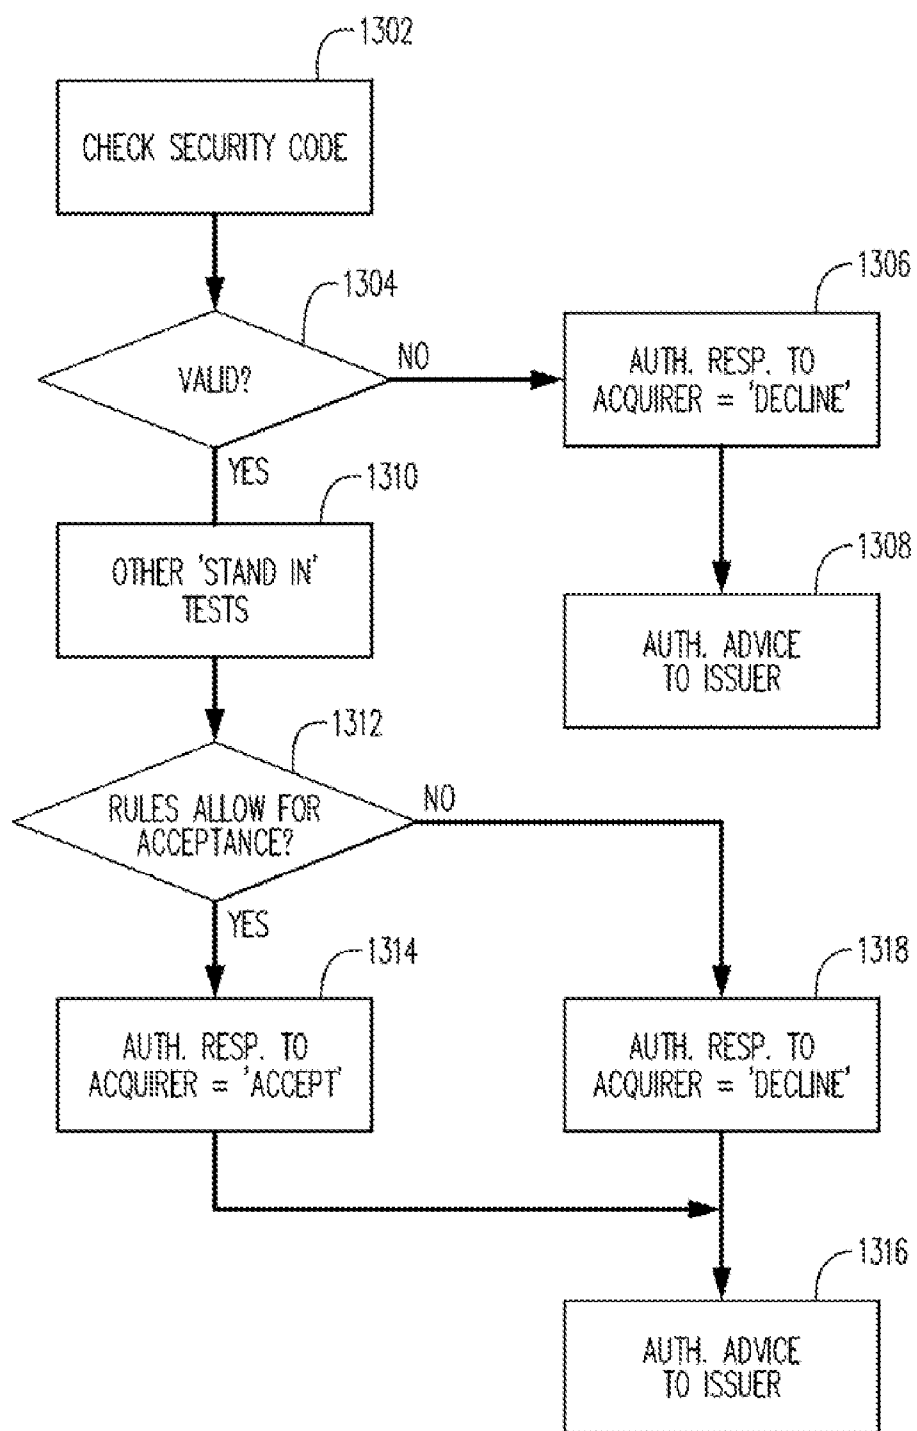 1302
CHECK SECURITY CODE
1304
VALID?
NO
1306
AUTH. RESP. TO
ACQUIRER = 'DECLINE'
YES
1310
OTHER 'STAND IN'
TESTS
1308
AUTH. ADVICE
TO ISSUER
1312
RULES ALLOW FOR
ACCEPTANCE?
NO
YES
1314
AUTH. RESP. TO
ACQUIRER = 'ACCEPT'
1318
AUTH. RESP. TO
ACQUIRER = 'DECLINE'
1316
AUTH. ADVICE
TO ISSUER